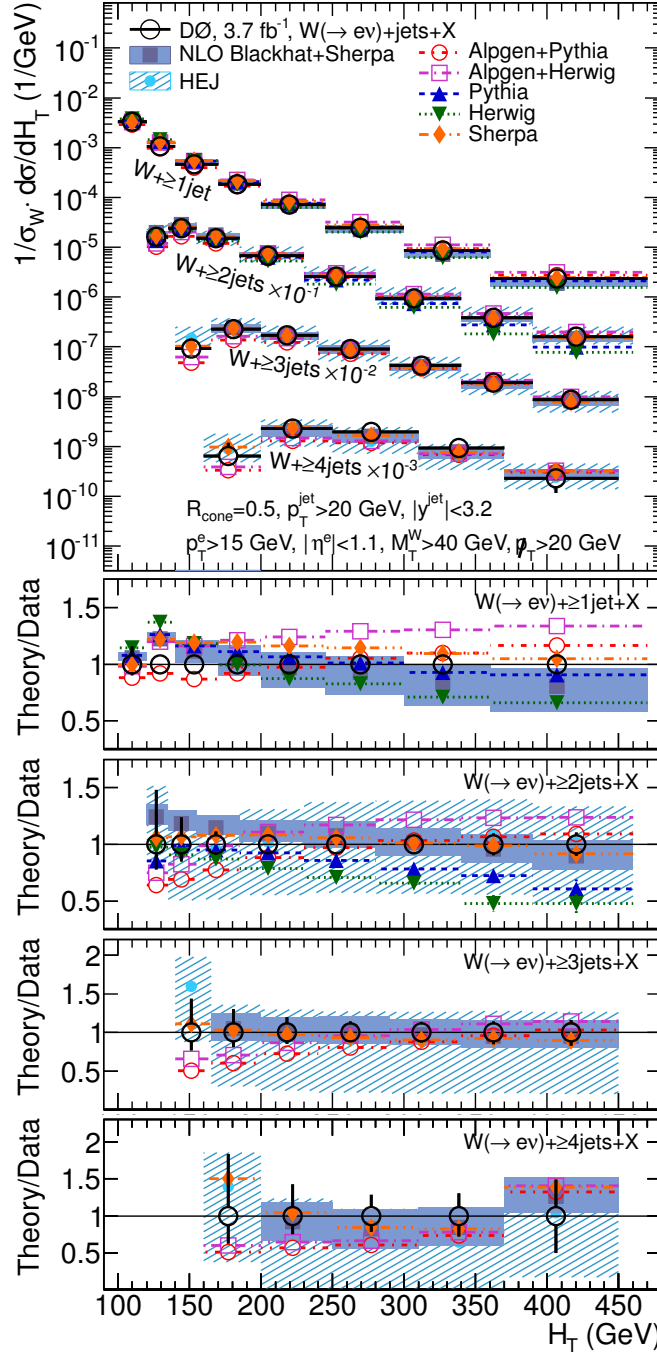 DØ, 3.7 fb⁻¹, W(→ eν)+jets+X
NLO Blackhat+Sherpa
HEJ
Alpgen+Pythia
Alpgen+Herwig
Pythia
Herwig
Sherpa
1/σ_W · dσ/dH_T (1/GeV)
10⁻¹
10⁻²
10⁻³
10⁻⁴
10⁻⁵
10⁻⁶
10⁻⁷
10⁻⁸
10⁻⁹
10⁻¹⁰
10⁻¹¹
W+≥1jet
W+≥2jets ×10⁻¹
W+≥3jets ×10⁻²
W+≥4jets ×10⁻³
R_cone=0.5, p_T^jet>20 GeV, |y^jet|<3.2
p_T^e>15 GeV, |η^e|<1.1, M_T^W>40 GeV, p̸_T>20 GeV
Theory/Data
1.5
1
0.5
W(→ eν)+≥1jet+X
Theory/Data
1.5
1
0.5
W(→ eν)+≥2jets+X
Theory/Data
2
1.5
1
0.5
W(→ eν)+≥3jets+X
Theory/Data
2
1.5
1
0.5
W(→ eν)+≥4jets+X
100 150 200 250 300 350 400 450
H_T (GeV)